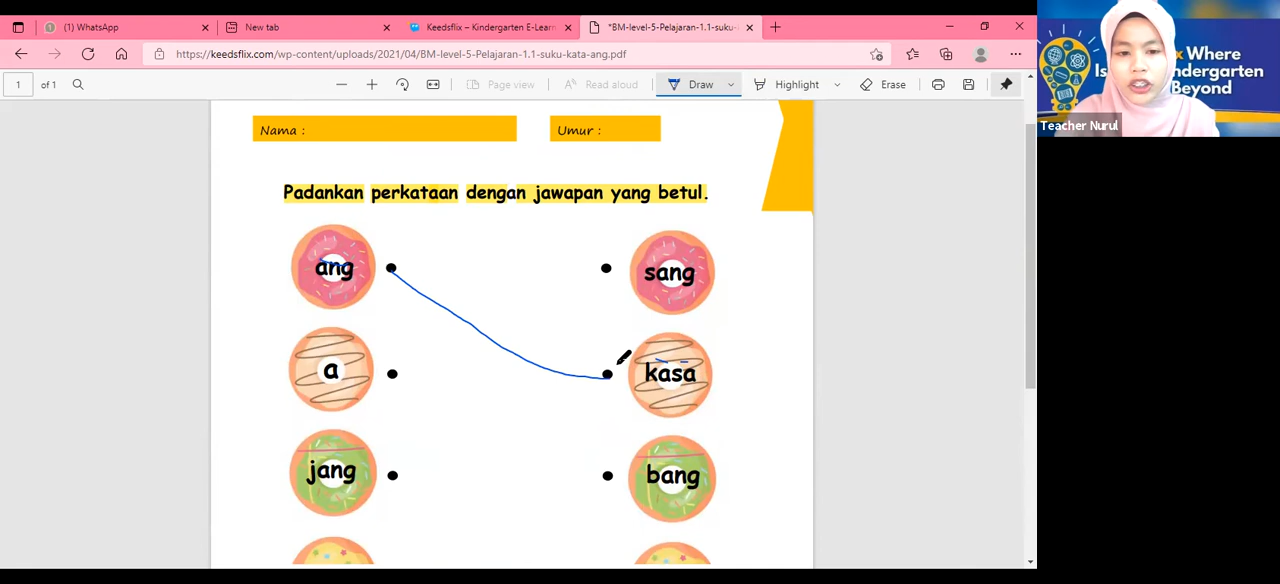 (1) WhatsApp
New tab
Keedsflix – Kindergarten E-Learn
*BM-level-5-Pelajaran-1.1-suku-k
https://keedsflix.com/wp-content/uploads/2021/04/BM-level-5-Pelajaran-1.1-suku-kata-ang.pdf
1 of 1
Page view
Read aloud
Draw
Highlight
Erase
Where
Is
ndergarten
Beyond
Teacher Nurul
Nama :
Umur :
Padankan perkataan dengan jawapan yang betul.
ang
sang
a
kasa
jang
bang